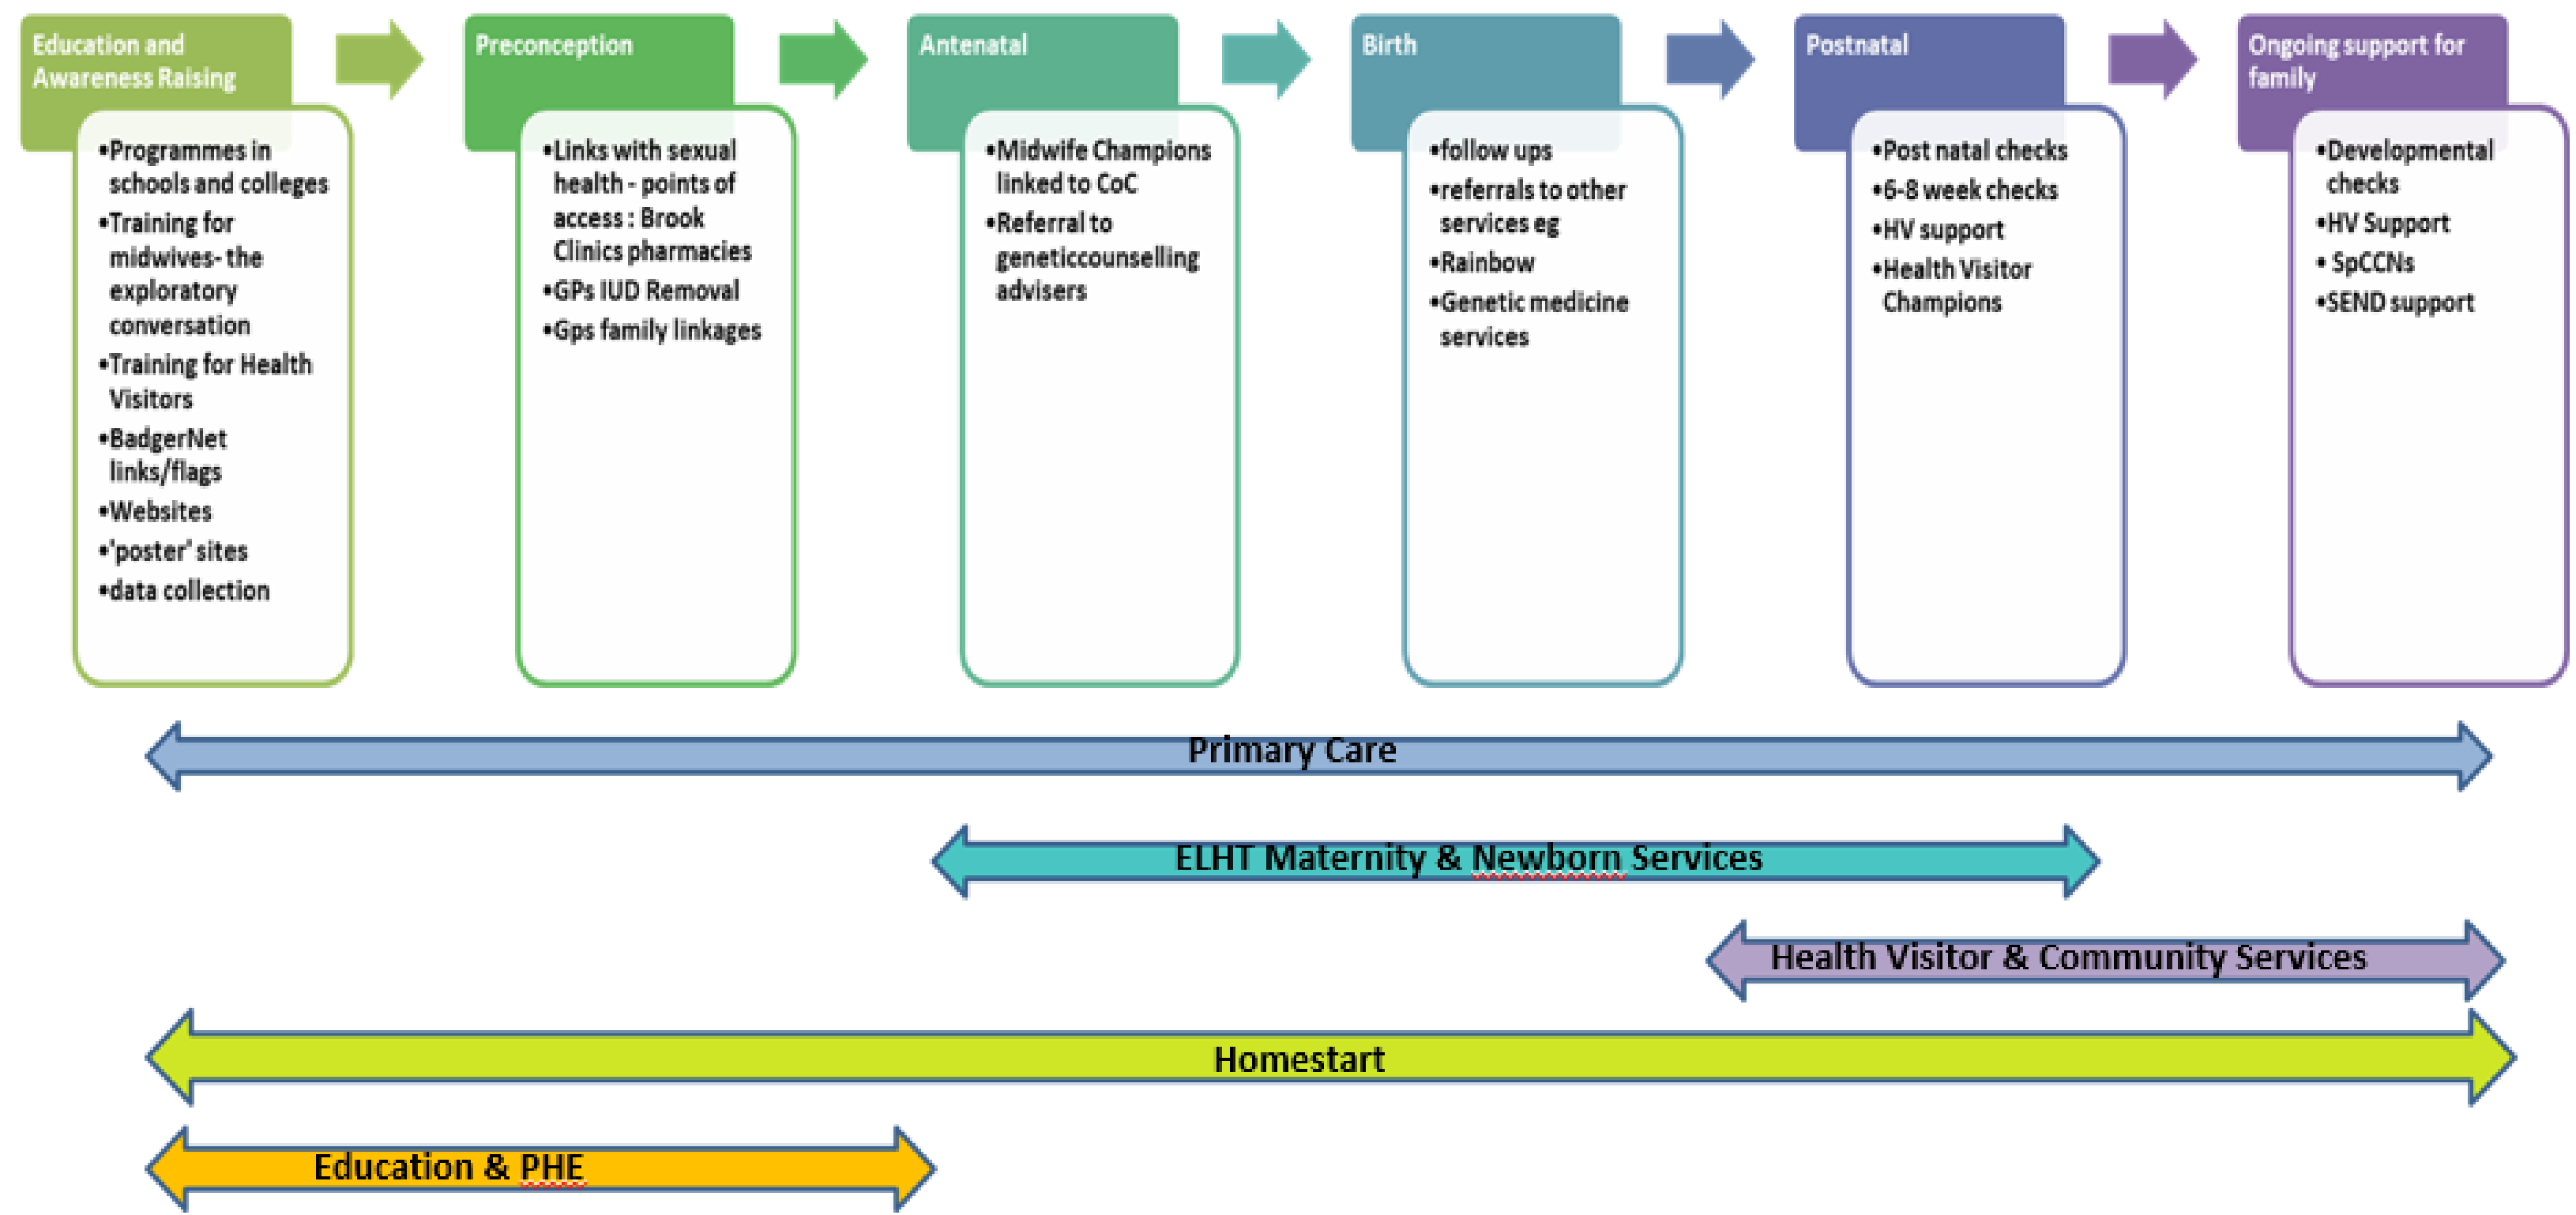 Education and
Awareness Raising
•Programmes in
schools and colleges
•Training for
midwives- the
exploratory
conversation
•Training for Health
Visitors
•BadgerNet
links/flags
•Websites
•'poster' sites
•data collection
Preconception
•Links with sexual
health - points of
access : Brook
Clinics pharmacies
•GPs IUD Removal
•Gps family linkages
Antenatal
•Midwife Champions
linked to CoC
•Referral to
geneticcounselling
advisers
Birth
•follow ups
•referrals to other
services eg
•Rainbow
•Genetic medicine
services
Postnatal
•Post natal checks
•6-8 week checks
•HV support
•Health Visitor
Champions
Ongoing support for
family
•Developmental
checks
•HV Support
• SpCCNs
•SEND support
Primary Care
ELHT Maternity & Newborn Services
Health Visitor & Community Services
Homestart
Education & PHE